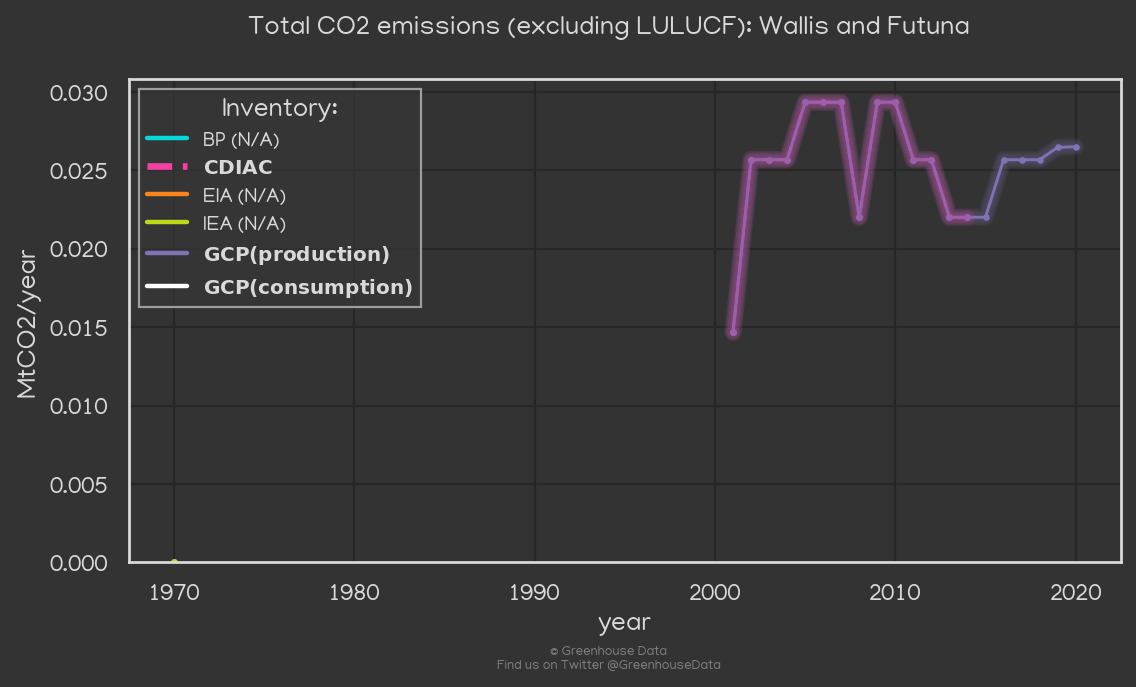 Total CO2 emissions (excluding LULUCF): Wallis and Futuna
0.030
0.025
0.020
0.015
0.010
0.005
0.000
MtCO2/year
Inventory:
BP (N/A)
CDIAC
EIA (N/A)
IEA (N/A)
GCP(production)
GCP(consumption)
1970 1980 1990 2000 2010 2020
year
© Greenhouse Data
Find us on Twitter @GreenhouseData